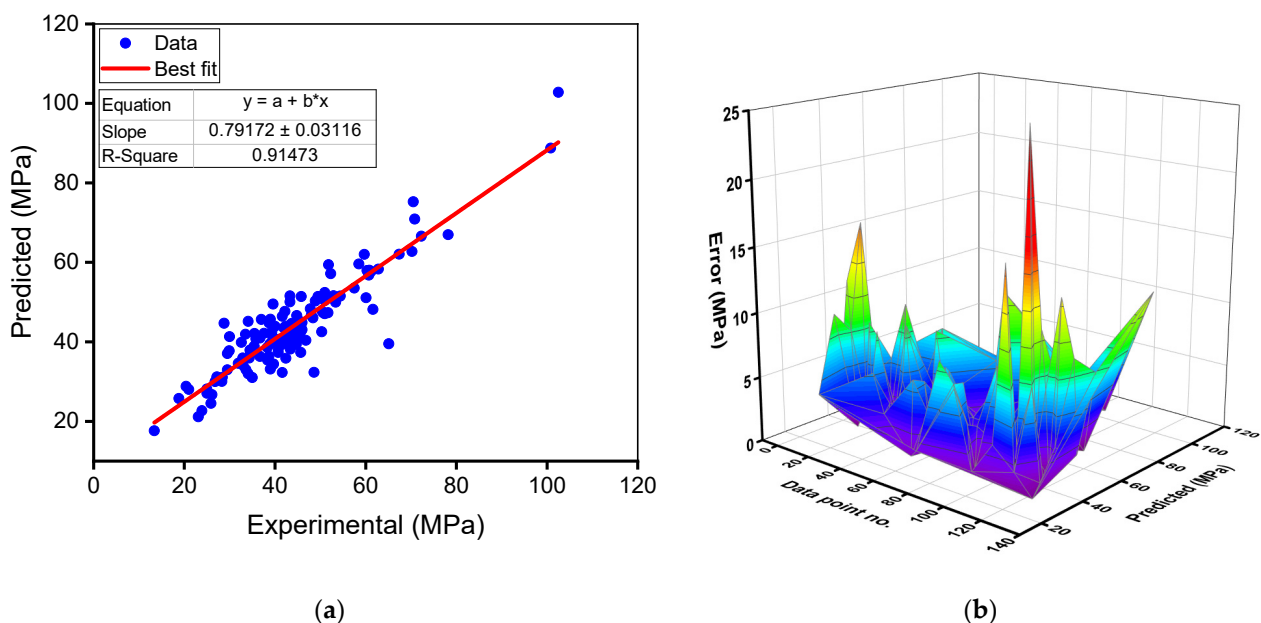 120
100
80
60
40
20
0
20
40
60
80
100
120
Predicted (MPa)
Experimental (MPa)
Data
Best fit
Equation y = a + b*x
Slope 0.79172 ± 0.03116
R-Square 0.91473
(a)
25
20
15
10
5
0
Error (MPa)
0
20
40
60
80
100
120
140
Data point no.
20
40
60
80
100
120
Predicted (MPa)
(b)